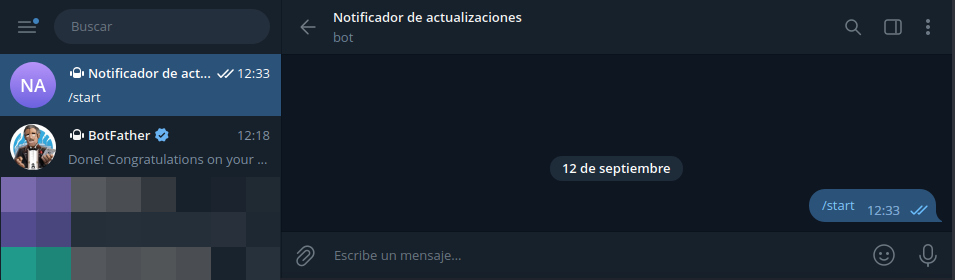 Buscar
NA
Notificador de act... 12:33
/start
BotFather 12:18
Done! Congratulations on your ...
Notificador de actualizaciones
bot
12 de septiembre
/start 12:33
Escribe un mensaje...